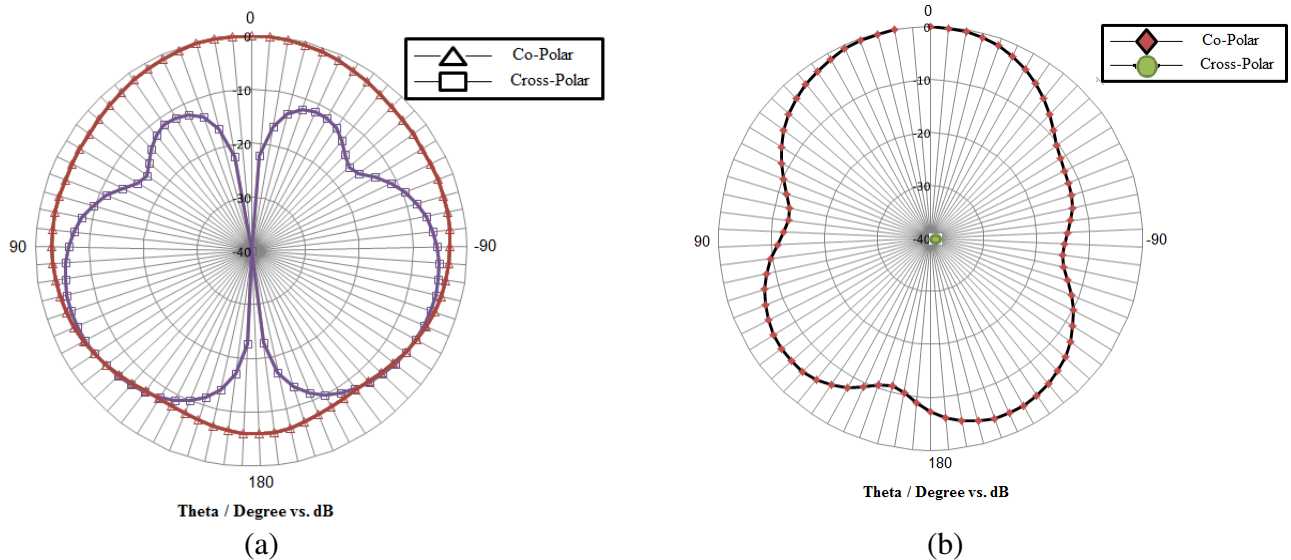 0
0
-10
-20
-30
-40
90
-90
180
Co-Polar
Cross-Polar
Theta / Degree vs. dB
(a)
0
0
-10
-20
-30
-40
90
-90
180
Co-Polar
Cross-Polar
Theta / Degree vs. dB
(b)